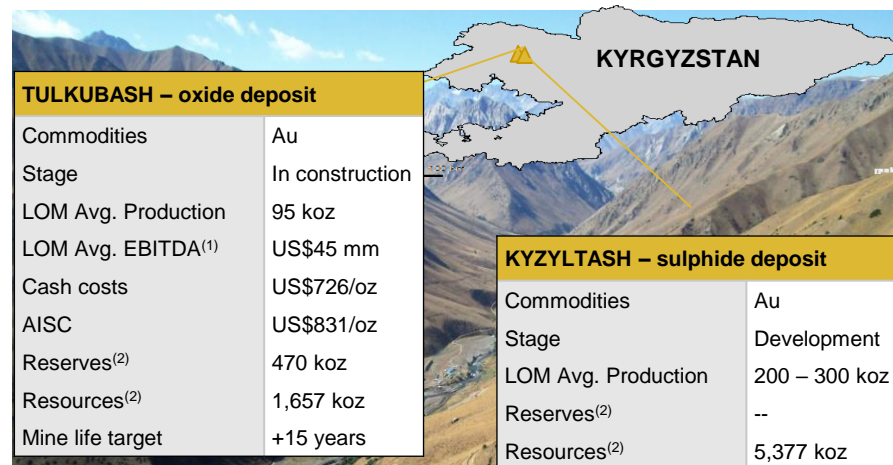 KYRGYZSTAN
TULKUBASH – oxide deposit
Commodities Au
Stage In construction
LOM Avg. Production 95 koz
LOM Avg. EBITDA(1) US$45 mm
Cash costs US$726/oz
AISC US$831/oz
Reserves(2) 470 koz
Resources(2) 1,657 koz
Mine life target +15 years
KYZYLTASH – sulphide deposit
Commodities Au
Stage Development
LOM Avg. Production 200 – 300 koz
Reserves(2) --
Resources(2) 5,377 koz